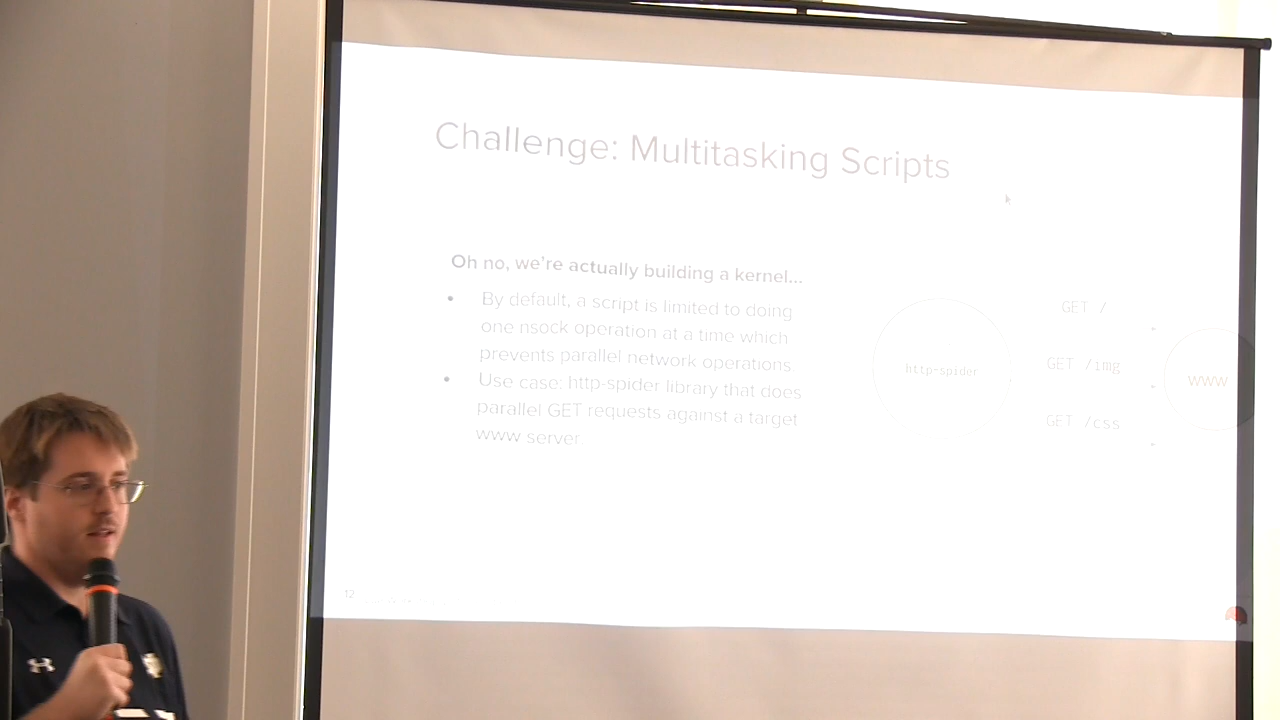 Challenge: Multitasking Scripts
Oh no, we're actually building a kernel...
• By default, a script is limited to doing
one nsock operation at a time which
prevents parallel network operations.
• Use case: http-spider library that does
parallel GET requests against a target
www server.
http-spider
GET /
GET /img
GET /css
WWW
12